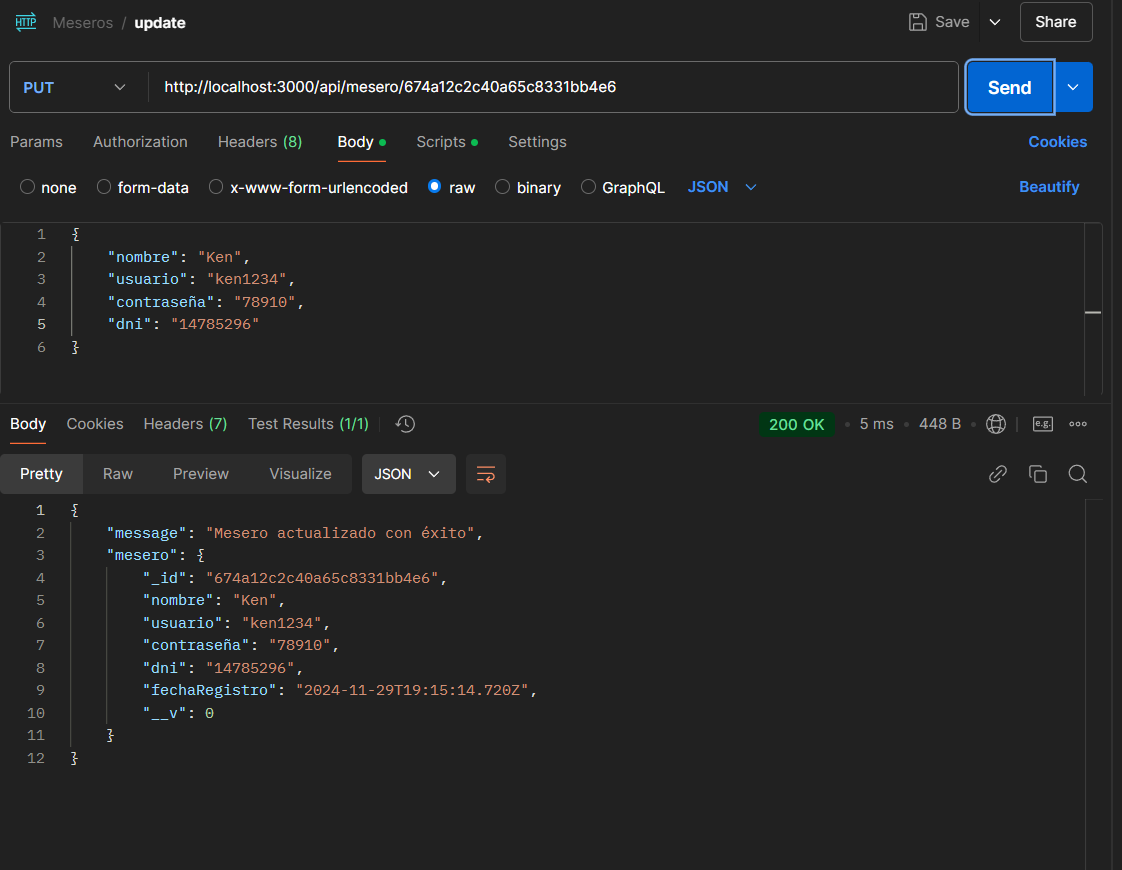 HTTP Meseros / update Save Share
PUT http://localhost:3000/api/mesero/674a12c2c40a65c8331bb4e6 Send
Params Authorization Headers (8) Body Scripts Settings Cookies
none form-data x-www-form-urlencoded raw binary GraphQL JSON Beautify
1 {
2 "nombre": "Ken",
3 "usuario": "ken1234",
4 "contraseña": "78910",
5 "dni": "14785296"
6 }
Body Cookies Headers (7) Test Results (1/1) 200 OK • 5 ms • 448 B • e.g.
Pretty Raw Preview Visualize JSON
1 {
2 "message": "Mesero actualizado con éxito",
3 "mesero": {
4 "_id": "674a12c2c40a65c8331bb4e6",
5 "nombre": "Ken",
6 "usuario": "ken1234",
7 "contraseña": "78910",
8 "dni": "14785296",
9 "fechaRegistro": "2024-11-29T19:15:14.720Z",
10 "__v": 0
11 }
12 }